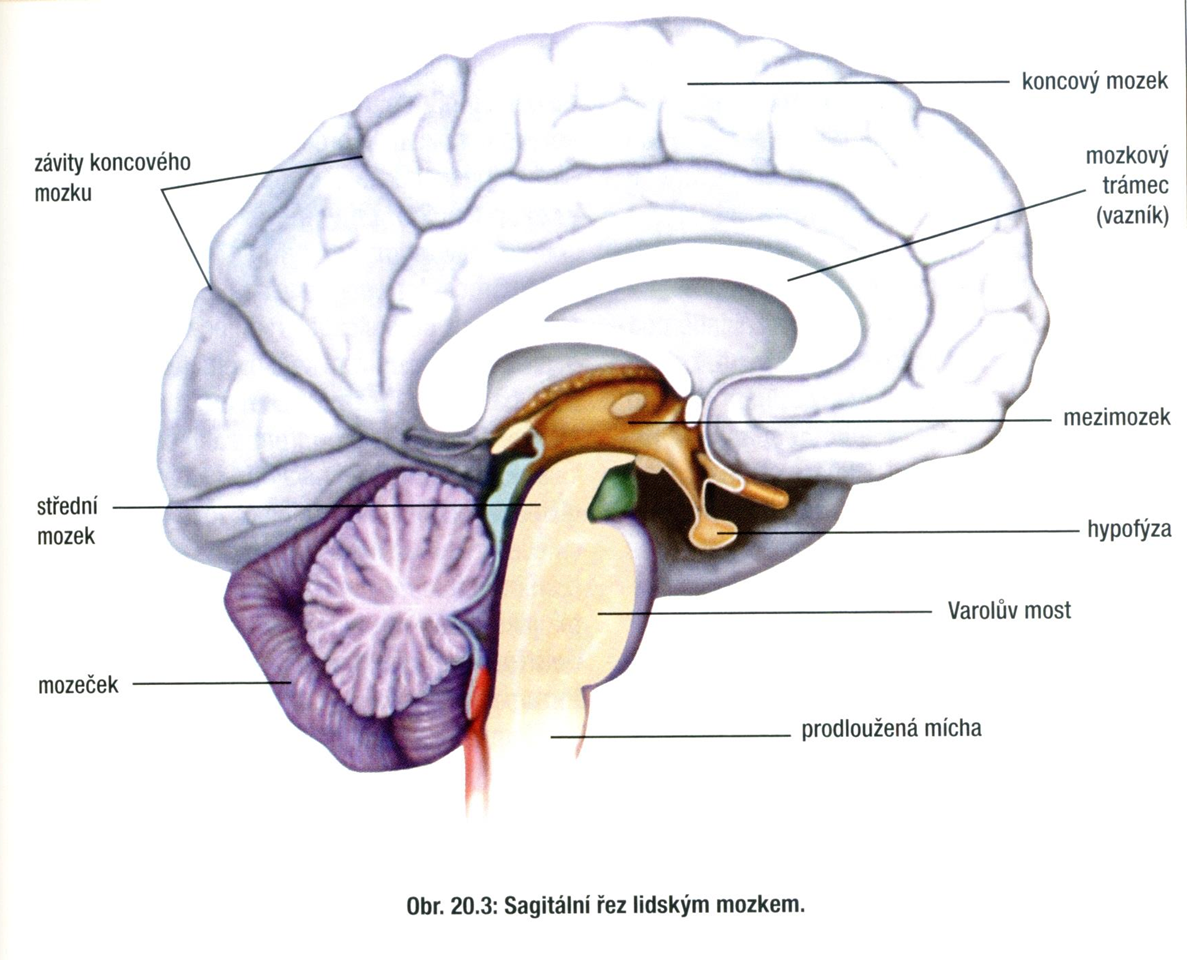 koncový mozek
mozkový
trámec
(vazník)
závity koncového
mozku
mezimozek
střední
mozek
hypofýza
Varolův most
mozeček
prodloužená mícha
Obr. 20.3: Sagitální řez lidským mozkem.